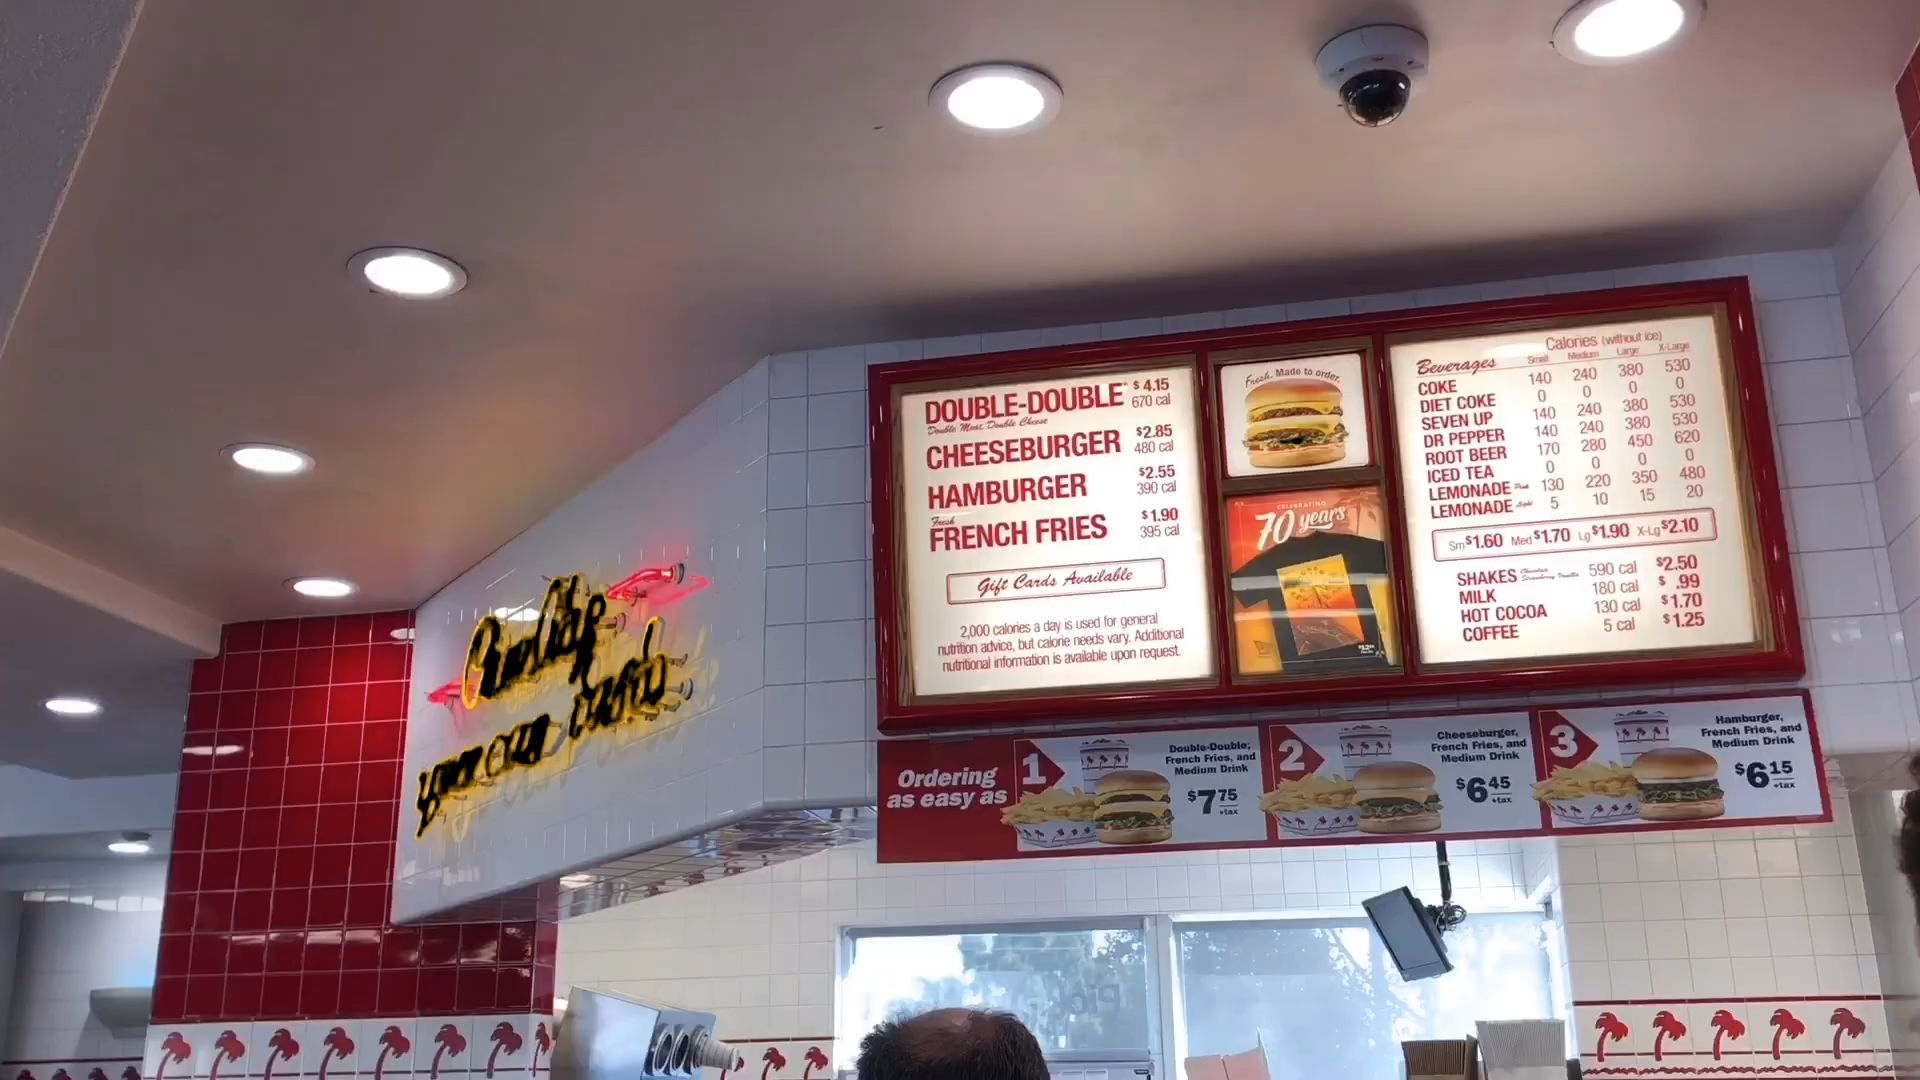 DOUBLE-DOUBLE $4.15
Double Meat, Double Cheese 670 cal
CHEESEBURGER $2.85
480 cal
HAMBURGER $2.55
390 cal
Fresh
FRENCH FRIES $1.90
395 cal
Gift Cards Available
2,000 calories a day is used for general
nutrition advice, but calorie needs vary. Additional
nutritional information is available upon request.
Fresh. Made to order.
CELEBRATING
70 years
Calories (without ice)
Beverages Small Medium Large X-Large
COKE 140 240 380 530
DIET COKE 0 0 0 0
SEVEN UP 140 240 380 530
DR PEPPER 140 240 380 530
ROOT BEER 170 280 450 620
ICED TEA 0 0 0 0
LEMONADE Pink 130 220 350 480
LEMONADE Light 5 10 15 20
Sm $1.60 Med $1.70 Lg $1.90 X-Lg $2.10
SHAKES Chocolate Strawberry Vanilla 590 cal $2.50
MILK 180 cal $.99
HOT COCOA 130 cal $1.70
COFFEE 5 cal $1.25
Ordering
as easy as
1
Double-Double,
French Fries, and
Medium Drink
$7.75
+tax
2
Cheeseburger,
French Fries, and
Medium Drink
$6.45
+tax
3
Hamburger,
French Fries, and
Medium Drink
$6.15
+tax